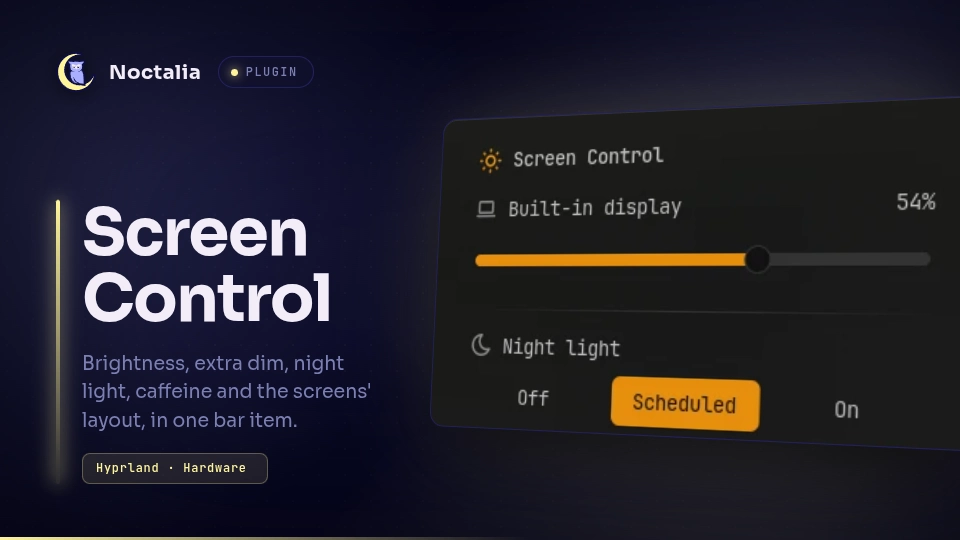 Noctalia
PLUGIN
Screen
Control
Brightness, extra dim, night
light, caffeine and the screens'
layout, in one bar item.
Hyprland · Hardware
Screen Control
Built-in display 54%
Night light
Off Scheduled On